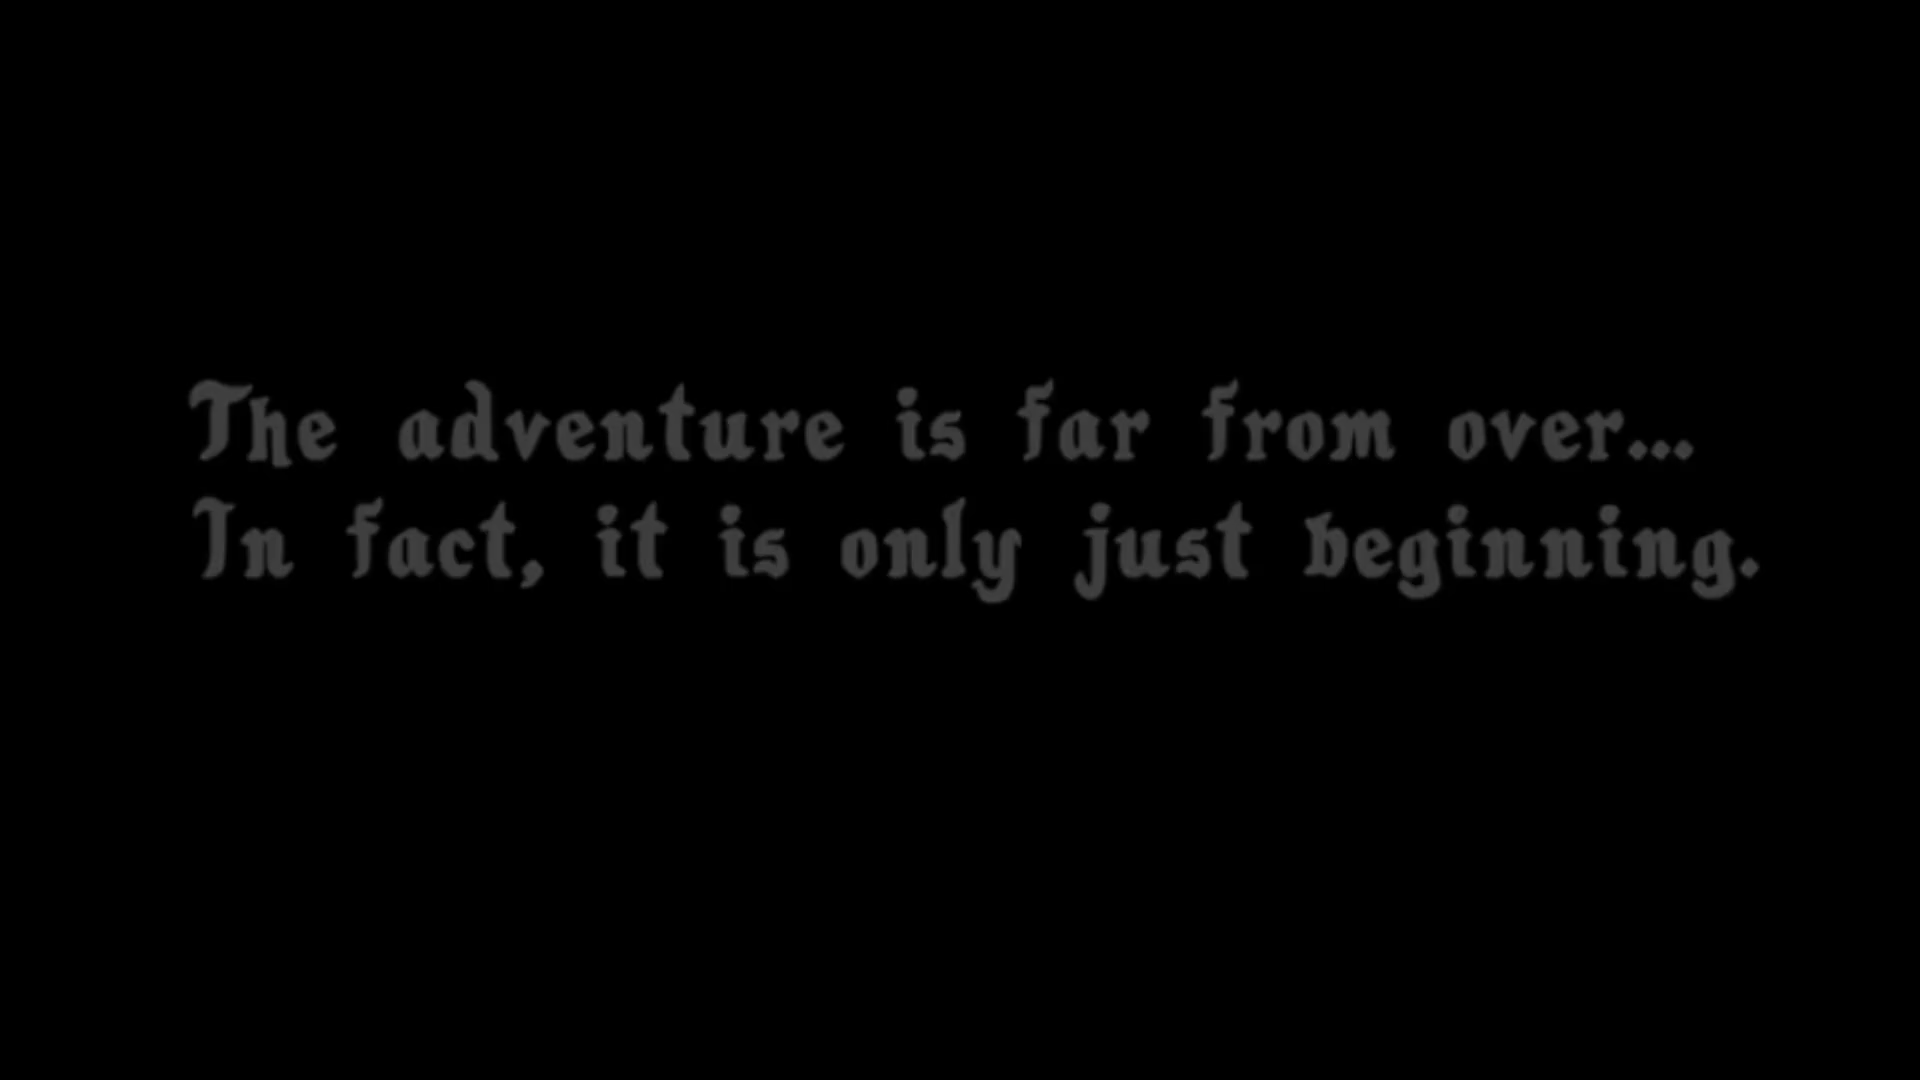 The adventure is far from over...
In fact, it is only just beginning.